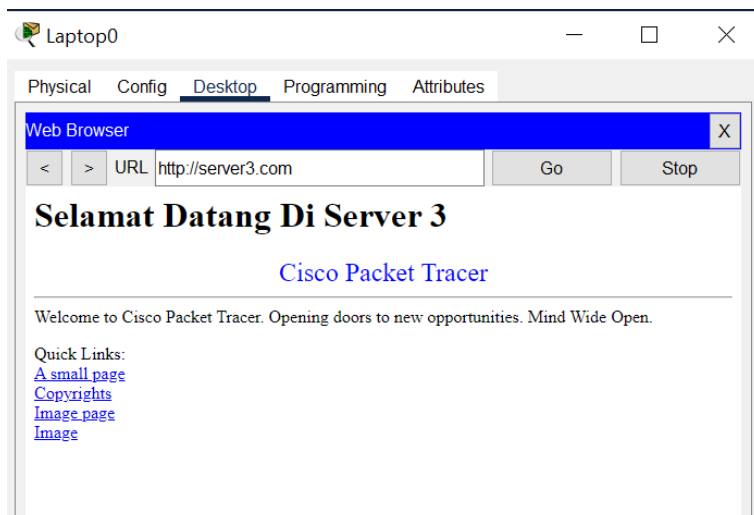 Laptop0
Physical Config Desktop Programming Attributes
Web Browser X
< > URL http://server3.com Go Stop
Selamat Datang Di Server 3
Cisco Packet Tracer
Welcome to Cisco Packet Tracer. Opening doors to new opportunities. Mind Wide Open.
Quick Links:
A small page
Copyrights
Image page
Image